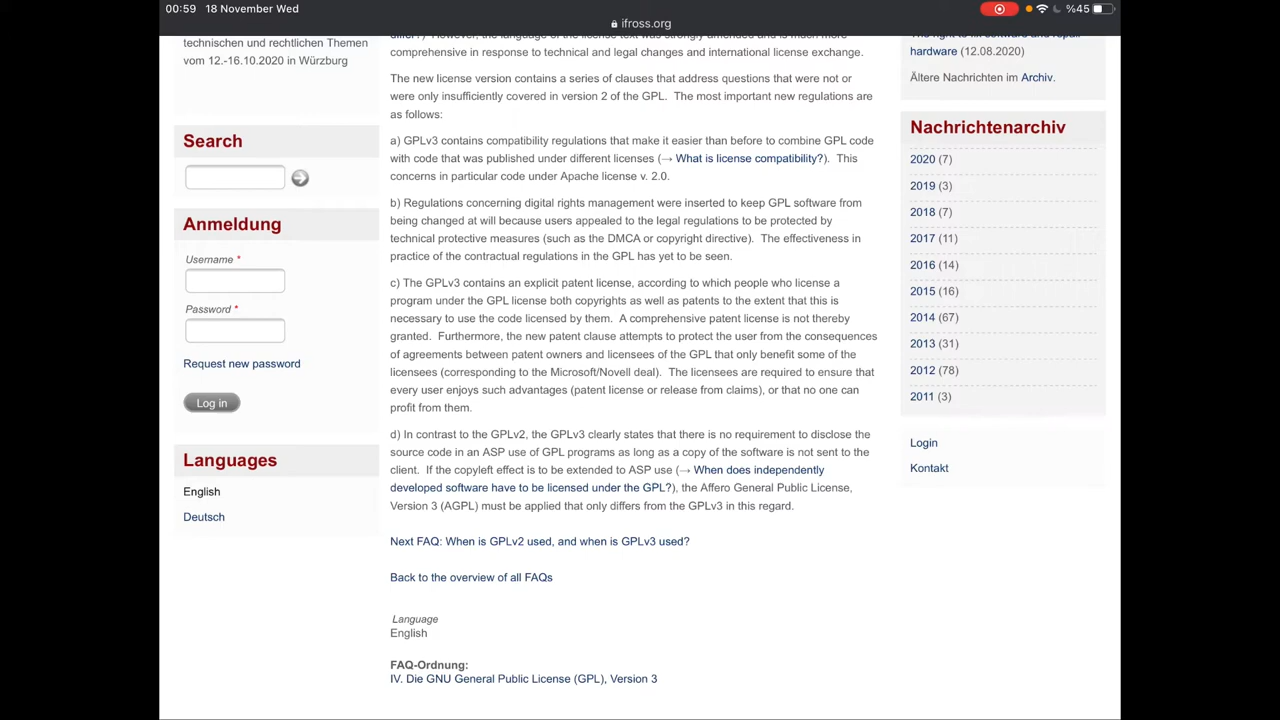 00:59 18 November Wed
%45
ifross.org
technischen und rechtlichen Themen
vom 12.-16.10.2020 in Würzburg
Search
Anmeldung
Username *
Password *
Request new password
Log in
Languages
English
Deutsch
differ?) However, the language of the license text was strongly amended and is much more
comprehensive in response to technical and legal changes and international license exchange.
The new license version contains a series of clauses that address questions that were not or
were only insufficiently covered in version 2 of the GPL. The most important new regulations are
as follows:
a) GPLv3 contains compatibility regulations that make it easier than before to combine GPL code
with code that was published under different licenses (→ What is license compatibility?). This
concerns in particular code under Apache license v. 2.0.
b) Regulations concerning digital rights management were inserted to keep GPL software from
being changed at will because users appealed to the legal regulations to be protected by
technical protective measures (such as the DMCA or copyright directive). The effectiveness in
practice of the contractual regulations in the GPL has yet to be seen.
c) The GPLv3 contains an explicit patent license, according to which people who license a
program under the GPL license both copyrights as well as patents to the extent that this is
necessary to use the code licensed by them. A comprehensive patent license is not thereby
granted. Furthermore, the new patent clause attempts to protect the user from the consequences
of agreements between patent owners and licensees of the GPL that only benefit some of the
licensees (corresponding to the Microsoft/Novell deal). The licensees are required to ensure that
every user enjoys such advantages (patent license or release from claims), or that no one can
profit from them.
d) In contrast to the GPLv2, the GPLv3 clearly states that there is no requirement to disclose the
source code in an ASP use of GPL programs as long as a copy of the software is not sent to the
client. If the copyleft effect is to be extended to ASP use (→ When does independently
developed software have to be licensed under the GPL?), the Affero General Public License,
Version 3 (AGPL) must be applied that only differs from the GPLv3 in this regard.
Next FAQ: When is GPLv2 used, and when is GPLv3 used?
Back to the overview of all FAQs
Language
English
FAQ-Ordnung:
IV. Die GNU General Public License (GPL), Version 3
The right to fix software and repair
hardware (12.08.2020)
Ältere Nachrichten im Archiv.
Nachrichtenarchiv
2020 (7)
2019 (3)
2018 (7)
2017 (11)
2016 (14)
2015 (16)
2014 (67)
2013 (31)
2012 (78)
2011 (3)
Login
Kontakt